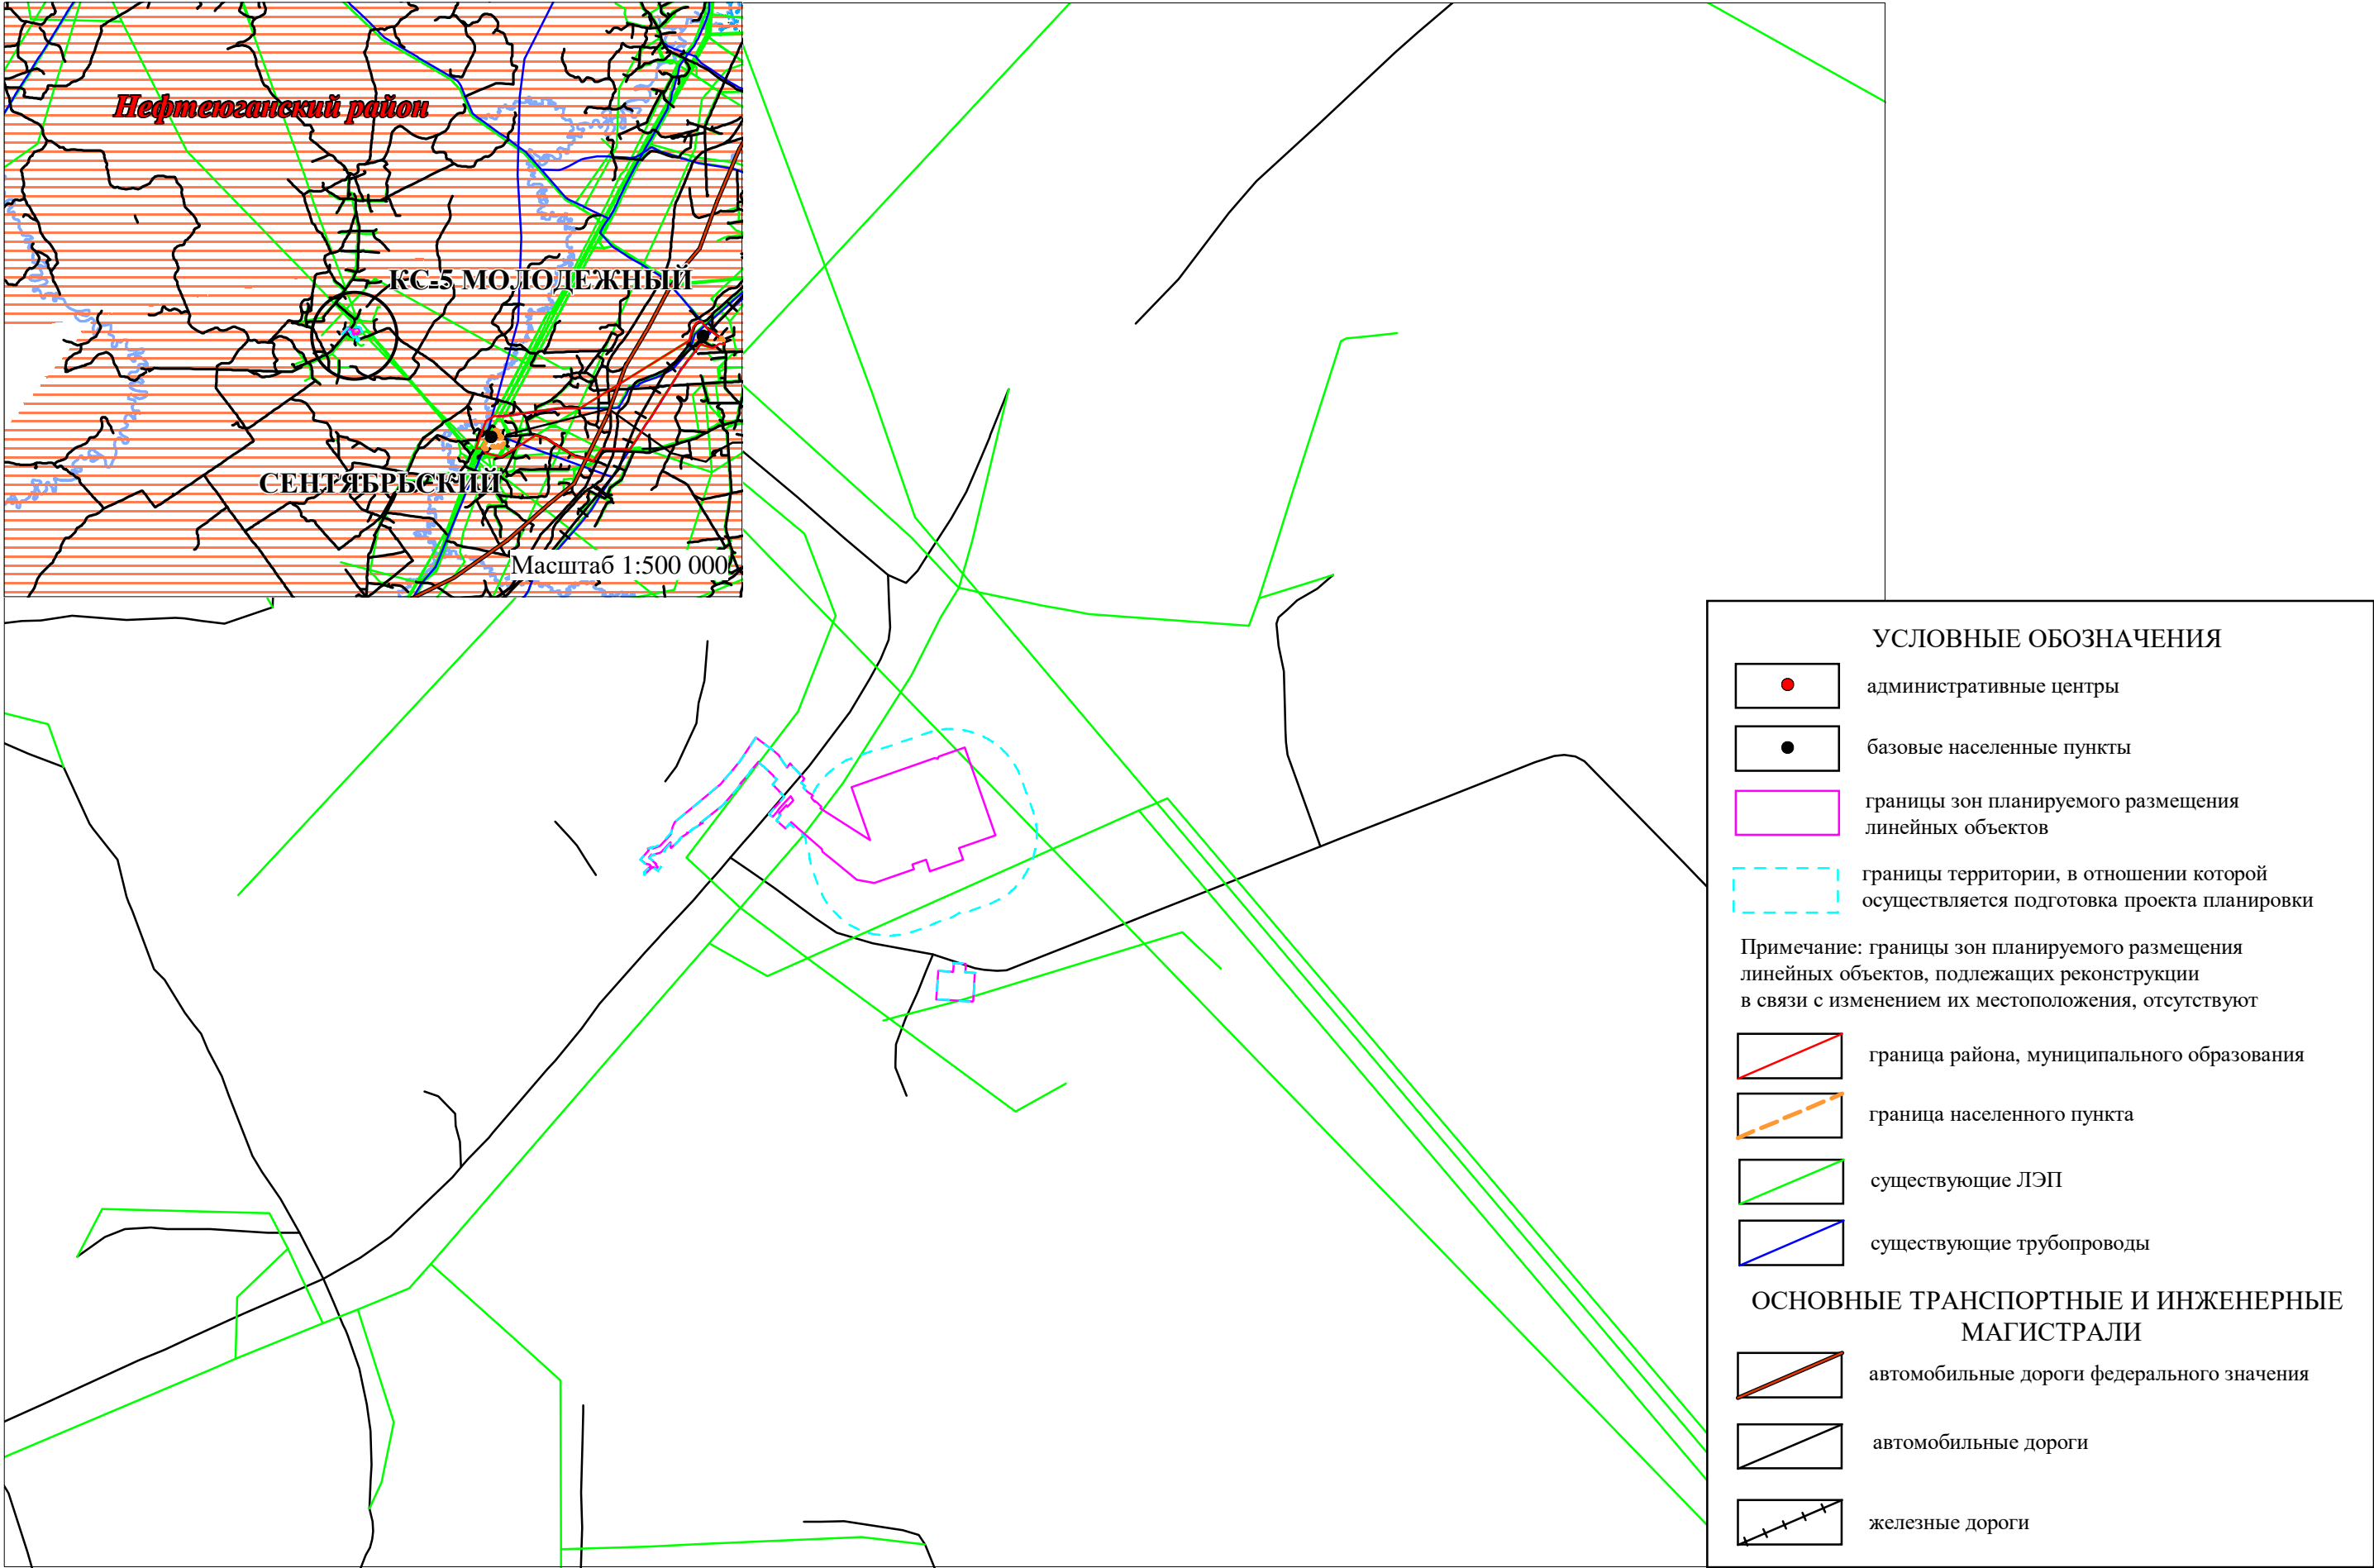 Нефтеюганский район
КС-5 МОЛОДЕЖНЫЙ
СЕНТЯБРЬСКИЙ
Масштаб 1:500 000
УСЛОВНЫЕ ОБОЗНАЧЕНИЯ
административные центры
базовые населенные пункты
границы зон планируемого размещения
линейных объектов
границы территории, в отношении которой
осуществляется подготовка проекта планировки
Примечание: границы зон планируемого размещения
линейных объектов, подлежащих реконструкции
в связи с изменением их местоположения, отсутствуют
граница района, муниципального образования
граница населенного пункта
существующие ЛЭП
существующие трубопроводы
ОСНОВНЫЕ ТРАНСПОРТНЫЕ И ИНЖЕНЕРНЫЕ
МАГИСТРАЛИ
автомобильные дороги федерального значения
автомобильные дороги
железные дороги